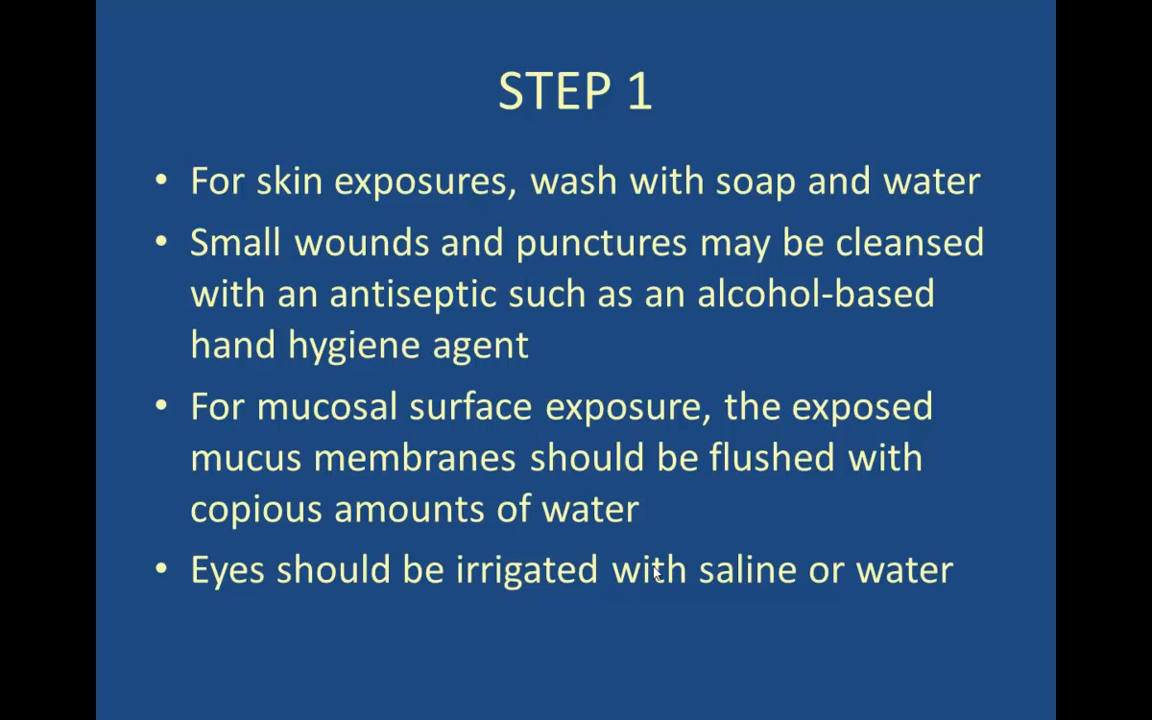 STEP 1
• For skin exposures, wash with soap and water
• Small wounds and punctures may be cleansed
with an antiseptic such as an alcohol-based
hand hygiene agent
• For mucosal surface exposure, the exposed
mucus membranes should be flushed with
copious amounts of water
• Eyes should be irrigated with saline or water